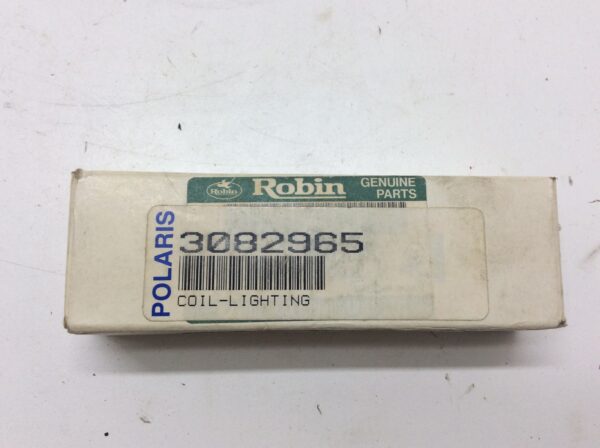 Robin
Robin
GENUINE
PARTS
POLARIS
3082965
COIL-LIGHTING